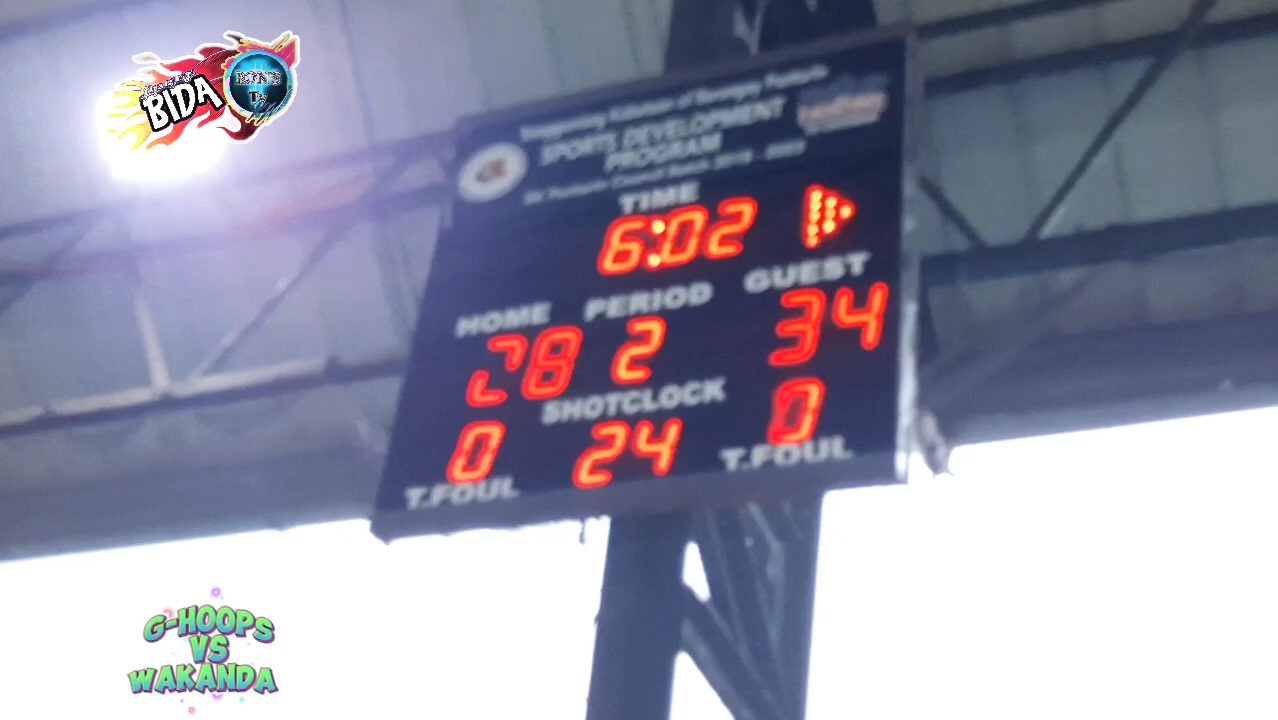 BIDA
SPORTS DEVELOPMENT
PROGRAM
TIME
6:02
HOME PERIOD GUEST
28 2 34
SHOTCLOCK
0 24 0
T.FOUL T.FOUL
G-HOOPS
VS
WAKANDA